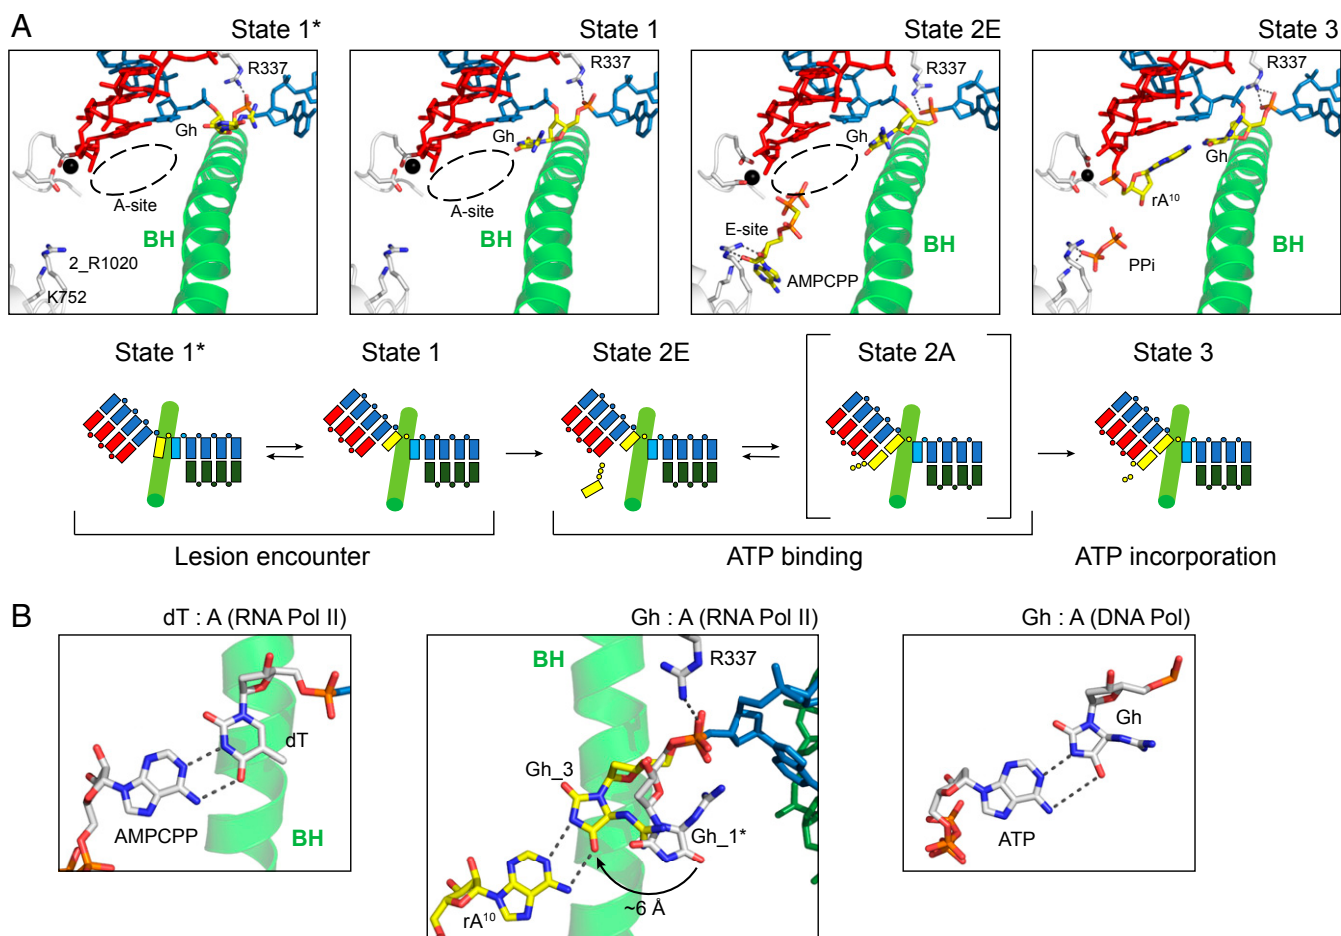 A
State 1*
State 1
State 2E
State 3
R337
Gh
A-site
BH
2_R1020
K752
R337
Gh
A-site
BH
R337
Gh
E-site
AMPCPP
BH
R337
Gh
rA¹⁰
PPi
BH
State 1*
State 1
State 2E
State 2A
State 3
Lesion encounter
ATP binding
ATP incorporation
B
dT : A (RNA Pol II)
Gh : A (RNA Pol II)
Gh : A (DNA Pol)
dT
AMPCPP
BH
BH
R337
Gh_3
Gh_1*
~6 Å
rA¹⁰
Gh
ATP